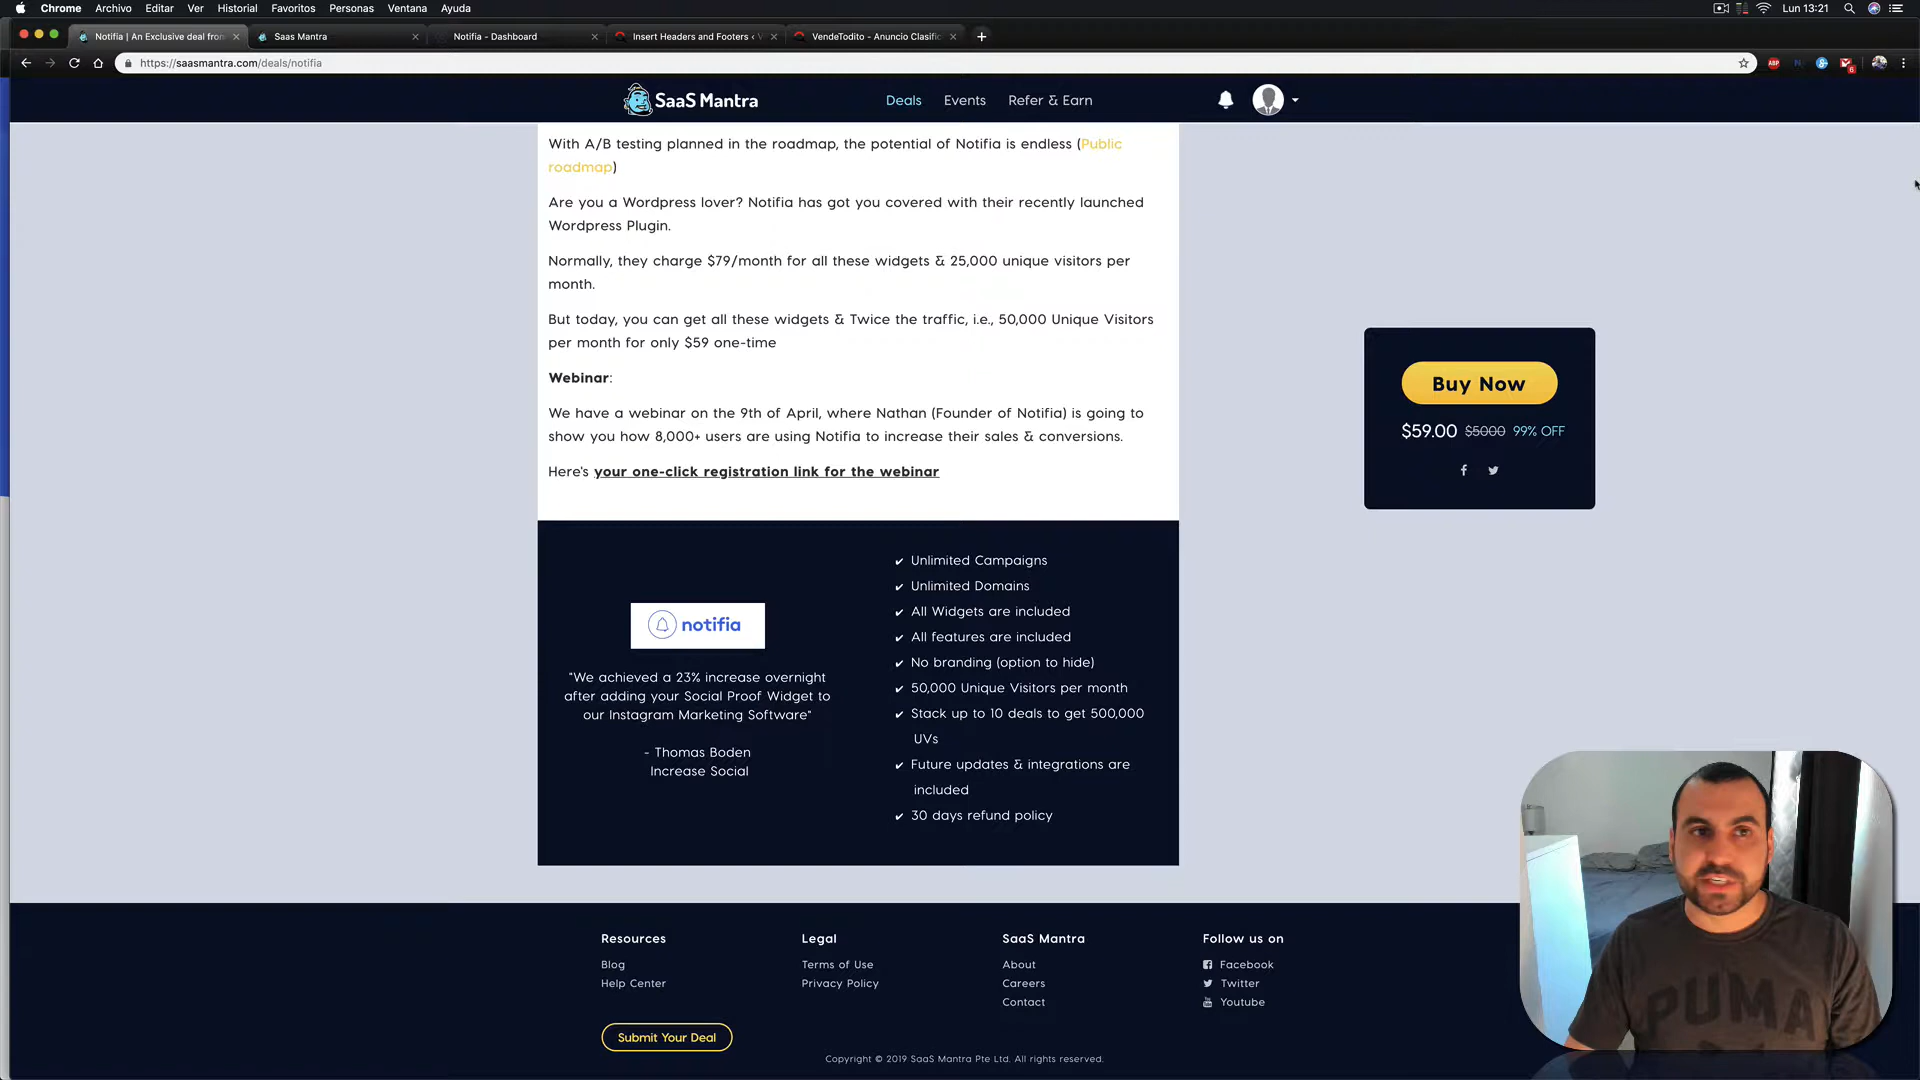 Chrome Archivo Editar Ver Historial Favoritos Personas Ventana Ayuda Lun 13:21
Notifia | An Exclusive deal from Saas Mantra Notifia - Dashboard Insert Headers and Footers ‹ VendeTodito - Anuncio Clasific
https://saasmantra.com/deals/notifia ABP 6
SaaS Mantra Deals Events Refer & Earn
With A/B testing planned in the roadmap, the potential of Notifia is endless (Public
roadmap)
Are you a Wordpress lover? Notifia has got you covered with their recently launched
Wordpress Plugin.
Normally, they charge $79/month for all these widgets & 25,000 unique visitors per
month.
But today, you can get all these widgets & Twice the traffic, i.e., 50,000 Unique Visitors
per month for only $59 one-time
Webinar:
We have a webinar on the 9th of April, where Nathan (Founder of Notifia) is going to
show you how 8,000+ users are using Notifia to increase their sales & conversions.
Here's your one-click registration link for the webinar
Buy Now
$59.00 $5000 99% OFF
notifia
"We achieved a 23% increase overnight
after adding your Social Proof Widget to
our Instagram Marketing Software"
- Thomas Boden
Increase Social
✔ Unlimited Campaigns
✔ Unlimited Domains
✔ All Widgets are included
✔ All features are included
✔ No branding (option to hide)
✔ 50,000 Unique Visitors per month
✔ Stack up to 10 deals to get 500,000
UVs
✔ Future updates & integrations are
included
✔ 30 days refund policy
Resources
Blog
Help Center
Legal
Terms of Use
Privacy Policy
SaaS Mantra
About
Careers
Contact
Follow us on
Facebook
Twitter
Youtube
Submit Your Deal
Copyright © 2019 SaaS Mantra Pte Ltd. All rights reserved.
PUMA